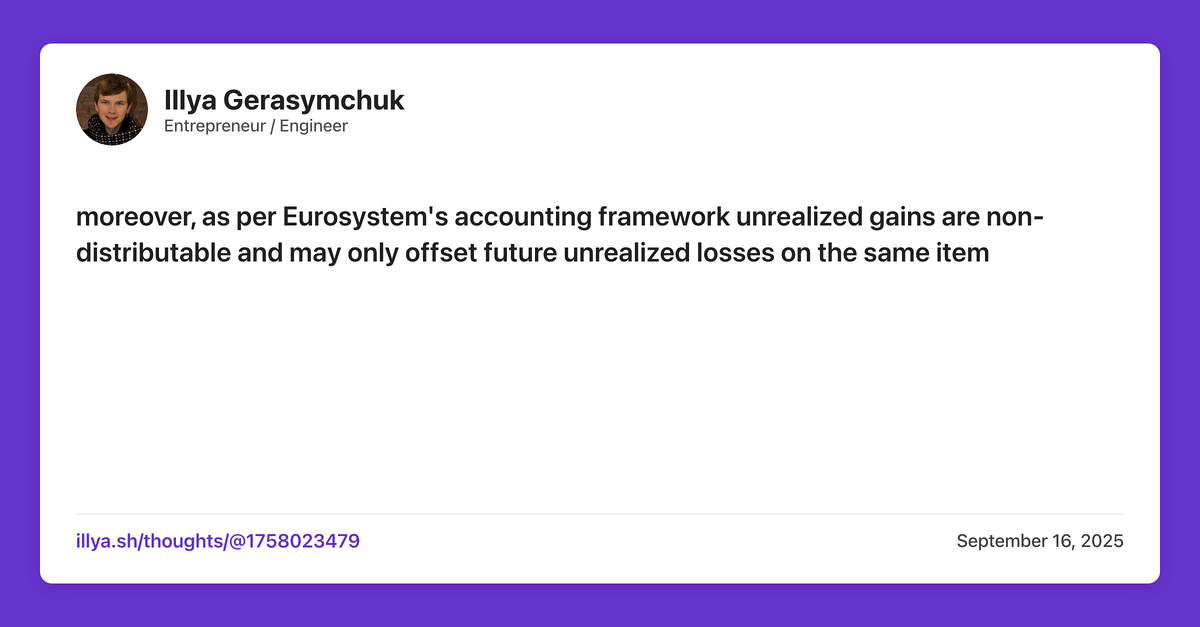 Illya Gerasymchuk
Entrepreneur / Engineer
moreover, as per Eurosystem's accounting framework unrealized gains are non-
distributable and may only offset future unrealized losses on the same item
illya.sh/thoughts/@1758023479
September 16, 2025